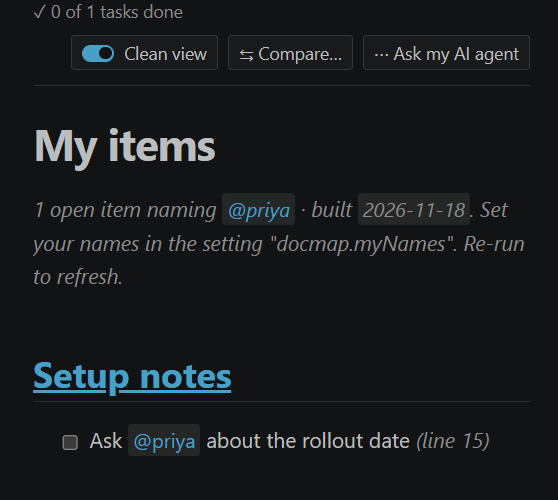 ✓ 0 of 1 tasks done
Clean view ⇆ Compare... ··· Ask my AI agent
My items
1 open item naming @priya · built 2026-11-18. Set
your names in the setting "docmap.myNames". Re-run
to refresh.
Setup notes
Ask @priya about the rollout date (line 15)